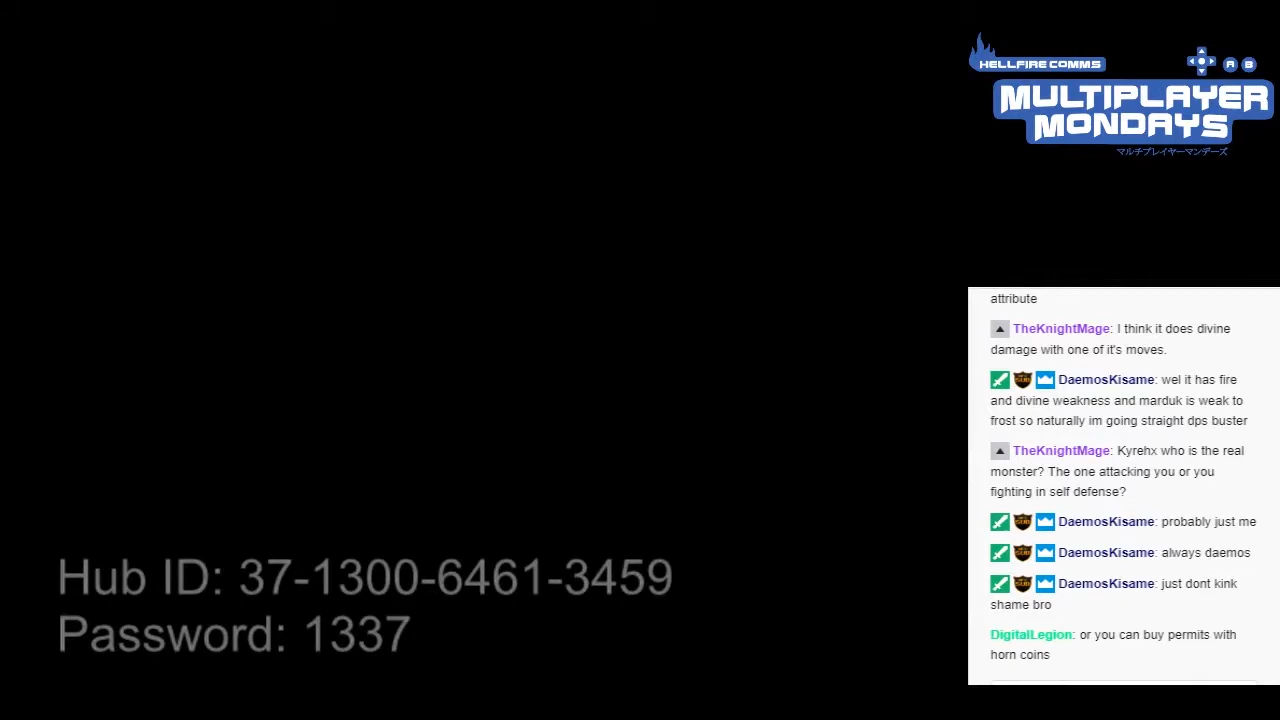 HELLFIRE COMMS
A B
MULTIPLAYER
MONDAYS
マルチプレイヤーマンデーズ
attribute
TheKnightMage: I think it does divine
damage with one of it's moves.
DaemosKisame: wel it has fire
and divine weakness and marduk is weak to
frost so naturally im going straight dps buster
TheKnightMage: Kyrehx who is the real
monster? The one attacking you or you
fighting in self defense?
DaemosKisame: probably just me
DaemosKisame: always daemos
DaemosKisame: just dont kink
shame bro
DigitalLegion: or you can buy permits with
horn coins
Hub ID: 37-1300-6461-3459
Password: 1337